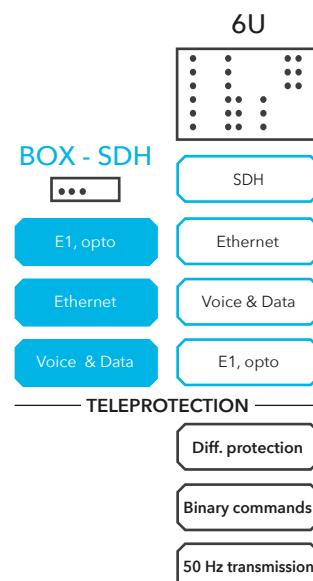 6U
BOX - SDH
SDH
E1, opto
Ethernet
Ethernet
Voice & Data
Voice & Data
E1, opto
TELEPROTECTION
Diff. protection
Binary commands
50 Hz transmission